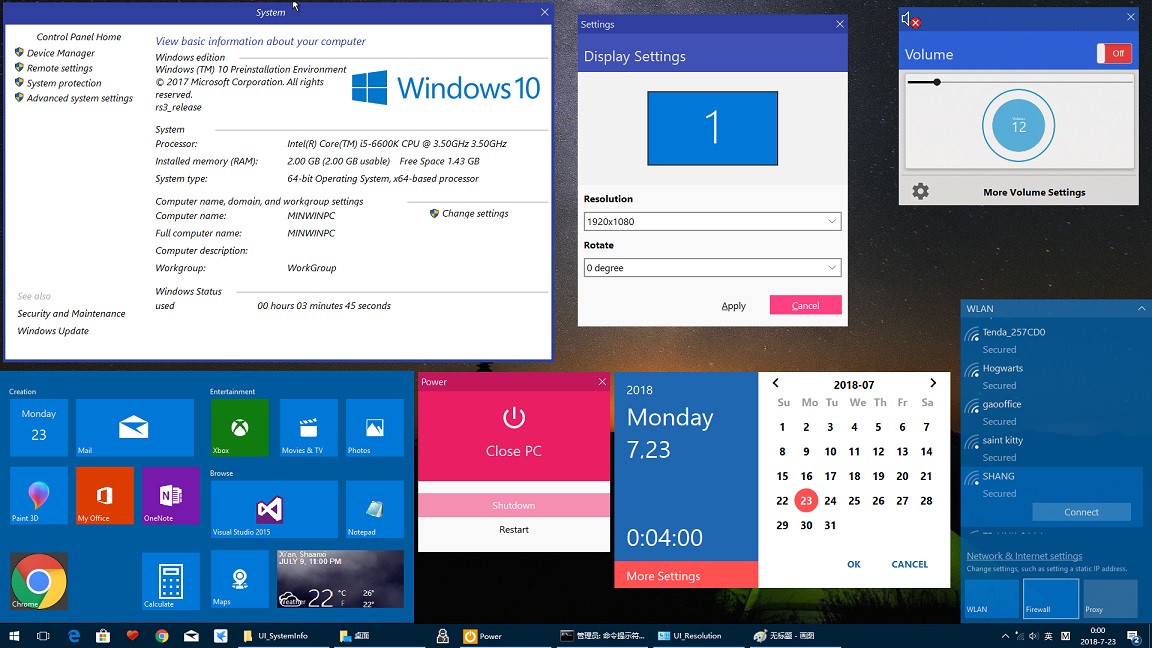 System
Control Panel Home
Device Manager
Remote settings
System protection
Advanced system settings
See also
Security and Maintenance
Windows Update
View basic information about your computer
Windows edition
Windows (TM) 10 Preinstallation Environment
© 2017 Microsoft Corporation. All rights
reserved.
rs3_release
Windows 10
System
Processor: Intel(R) Core(TM) i5-6600K CPU @ 3.50GHz 3.50GHz
Installed memory (RAM): 2.00 GB (2.00 GB usable) Free Space 1.43 GB
System type: 64-bit Operating System, x64-based processor
Computer name, domain, and workgroup settings
Computer name: MINWINPC
Change settings
Full computer name: MINWINPC
Computer description:
Workgroup: WorkGroup
Windows Status
used 00 hours 03 minutes 45 seconds
Settings
Display Settings
1
Resolution
1920x1080
Rotate
0 degree
Apply
Cancel
Volume
Off
Volume
12
More Volume Settings
WLAN
Tenda_257CD0
Secured
Hogwarts
Secured
gaooffice
Secured
saint kitty
Secured
SHANG
Secured
Connect
Network & Internet settings
Change settings, such as setting a static IP address.
WLAN
Firewall
Proxy
Creation
Monday
23
Mail
Paint 3D
My Office
OneNote
Chrome
Calculate
Entertainment
Xbox
Movies & TV
Photos
Browse
Visual Studio 2015
Notepad
Maps
Xi'an, Shaanxi
JULY 9, 11:00 PM
Weather
22 °C F
26°
22°
Power
Close PC
Shutdown
Restart
2018
Monday
7,23
0:04:00
More Settings
2018-07
Su Mo Tu We Th Fr Sa
1 2 3 4 5 6 7
8 9 10 11 12 13 14
15 16 17 18 19 20 21
22 23 24 25 26 27 28
29 30 31
OK
CANCEL
UI_SystemInfo
桌面
Power
管理员: 命令提示符...
UI_Resolution
无标题 - 画图
英
M
0:00
2018-7-23
2